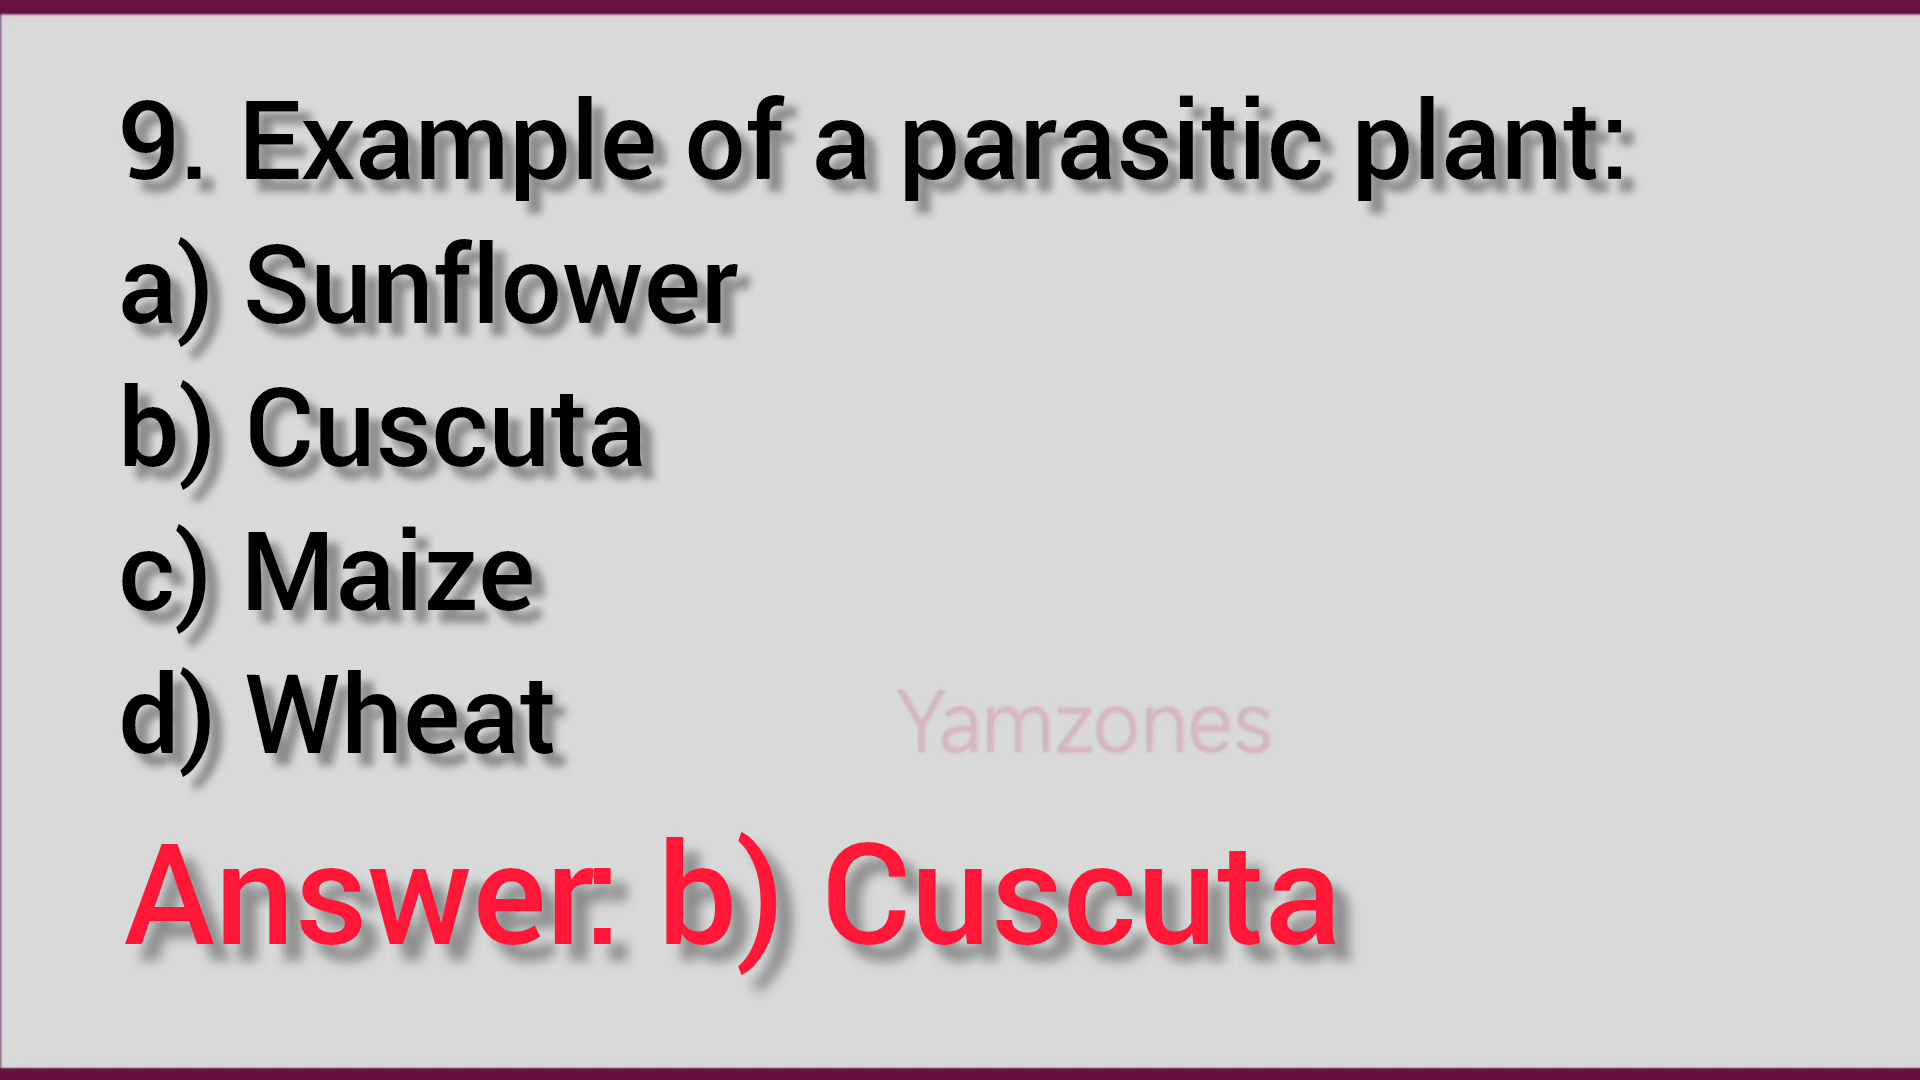 9. Example of a parasitic plant:
a) Sunflower
b) Cuscuta
c) Maize
d) Wheat
Yamzones
Answer: b) Cuscuta